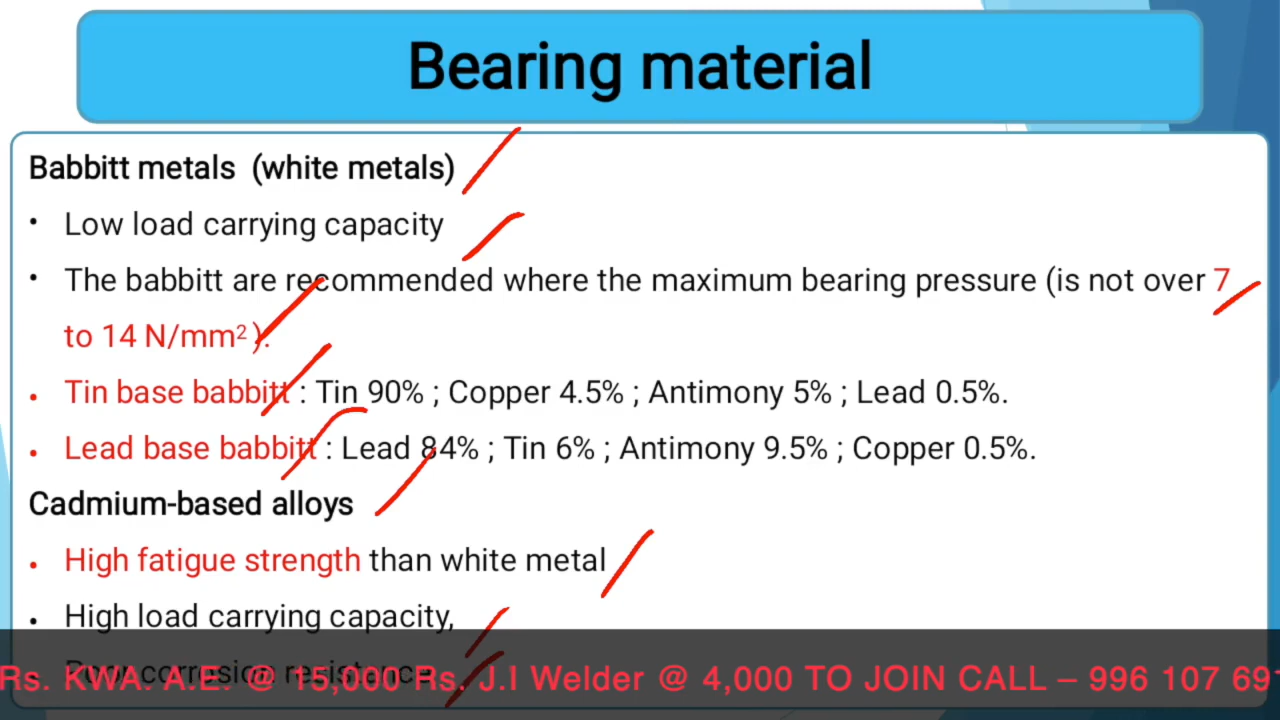 Bearing material
Babbitt metals (white metals)
• Low load carrying capacity
• The babbitt are recommended where the maximum bearing pressure (is not over 7
to 14 N/mm² ).
• Tin base babbitt : Tin 90% ; Copper 4.5% ; Antimony 5% ; Lead 0.5%.
• Lead base babbitt : Lead 84% ; Tin 6% ; Antimony 9.5% ; Copper 0.5%.
Cadmium-based alloys
• High fatigue strength than white metal
• High load carrying capacity,
• Poor corrosion resistance
Rs. KWA. A.E. @ 15,000 Rs. J.I Welder @ 4,000 TO JOIN CALL – 996 107 69